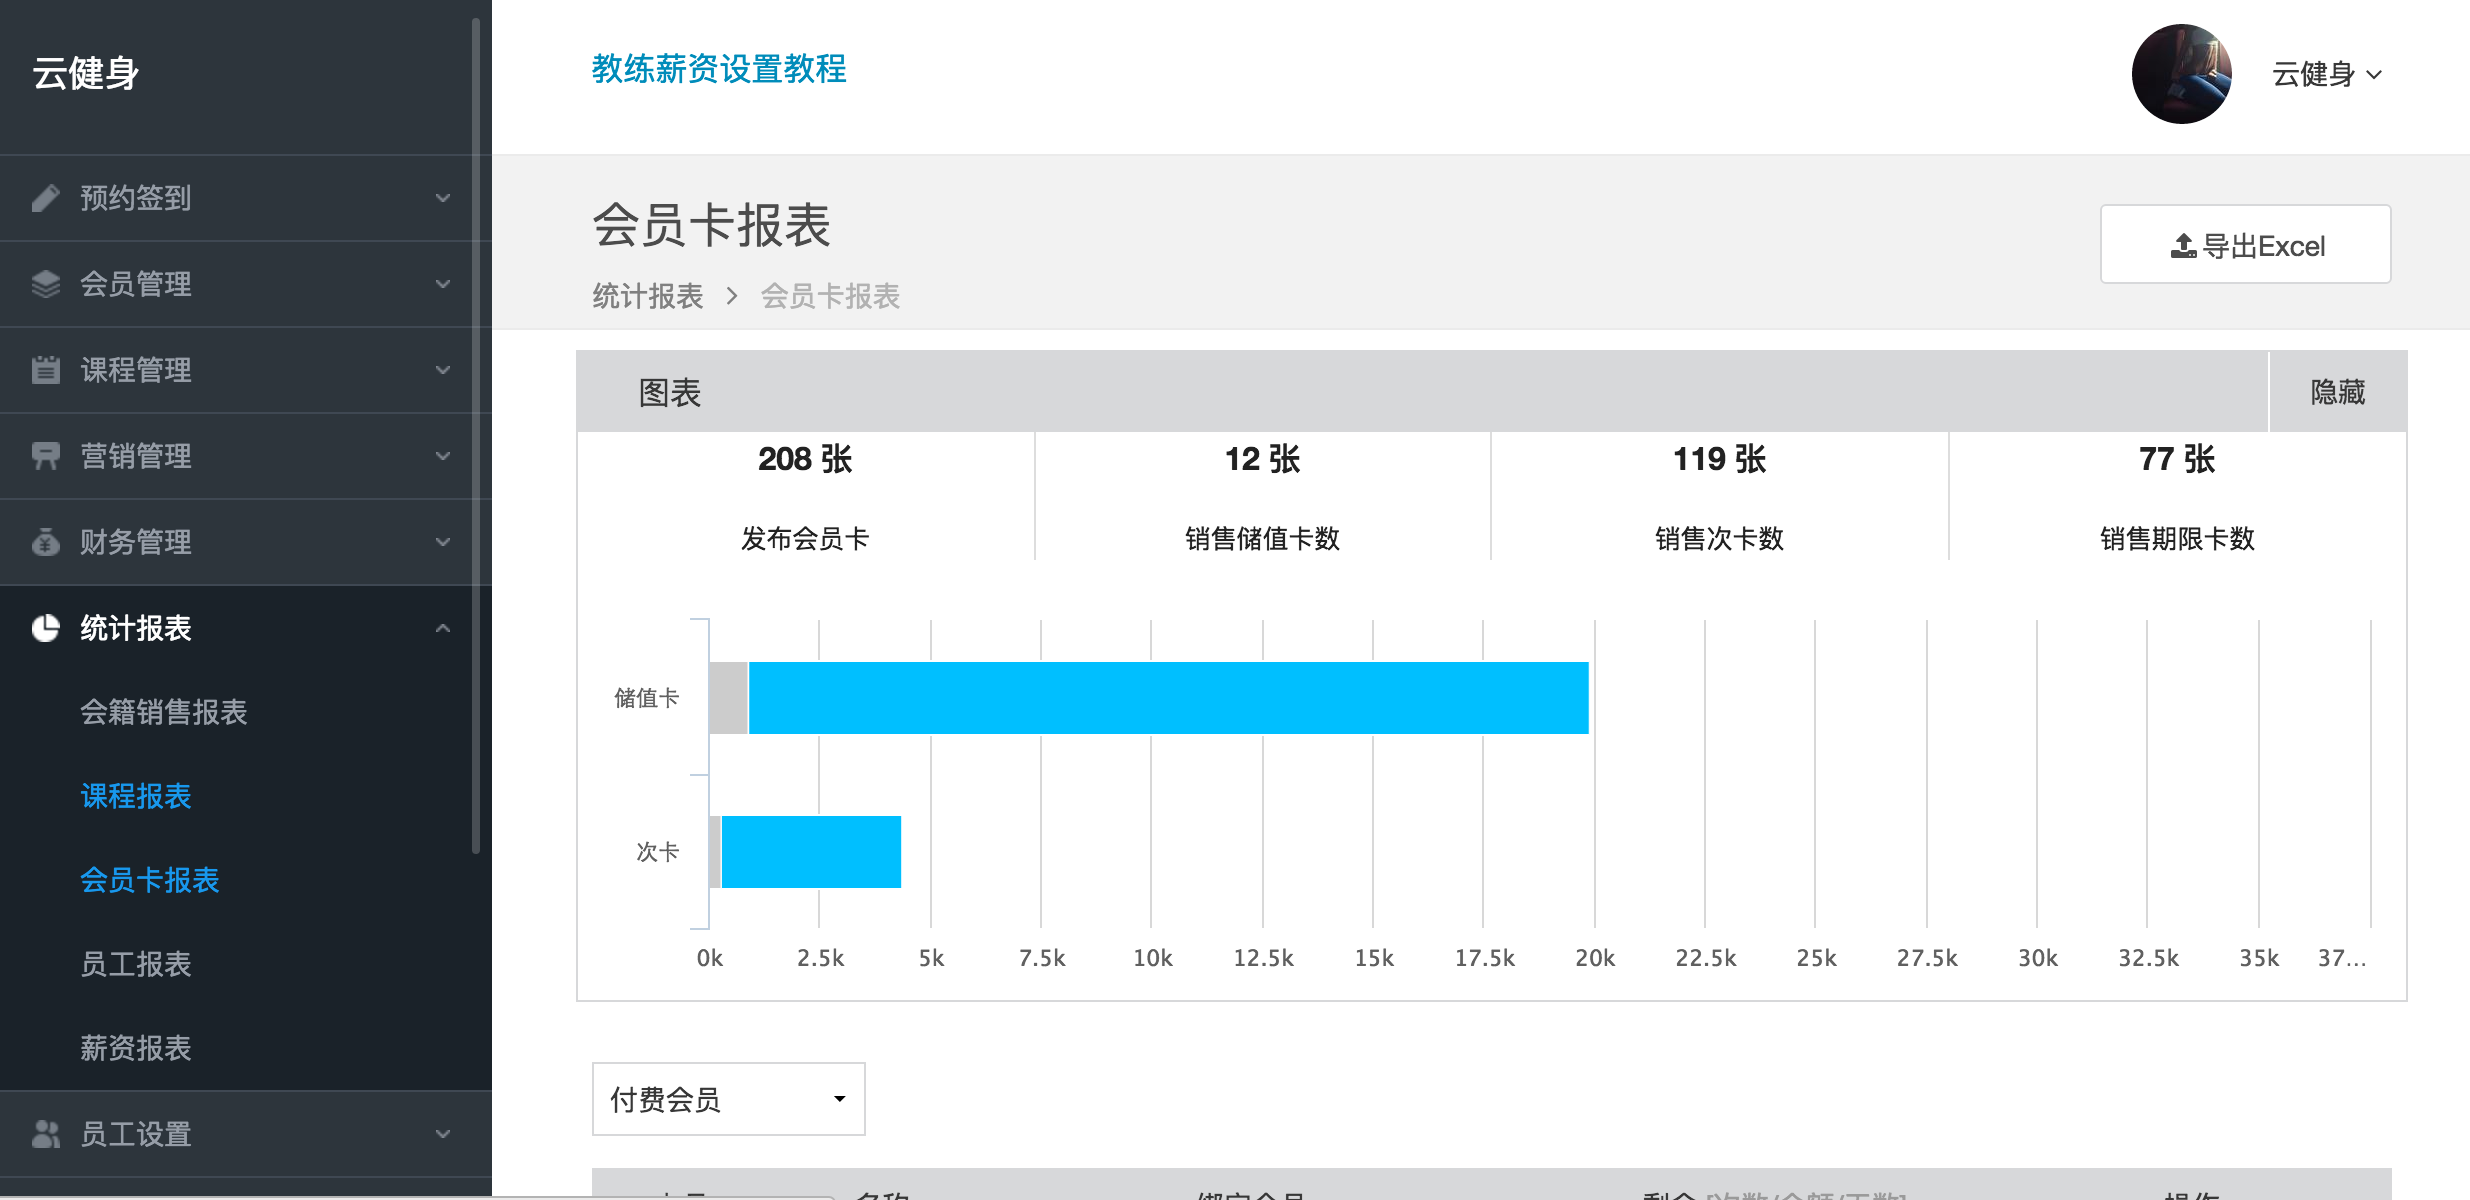 云健身
教练薪资设置教程
云健身
预约签到
会员管理
课程管理
营销管理
财务管理
统计报表
会籍销售报表
课程报表
会员卡报表
员工报表
薪资报表
员工设置
会员卡报表
导出Excel
统计报表 > 会员卡报表
图表
隐藏
208 张
12 张
119 张
77 张
发布会员卡
销售储值卡数
销售次卡数
销售期限卡数
储值卡
次卡
0k 2.5k 5k 7.5k 10k 12.5k 15k 17.5k 20k 22.5k 25k 27.5k 30k 32.5k 35k 37...
付费会员